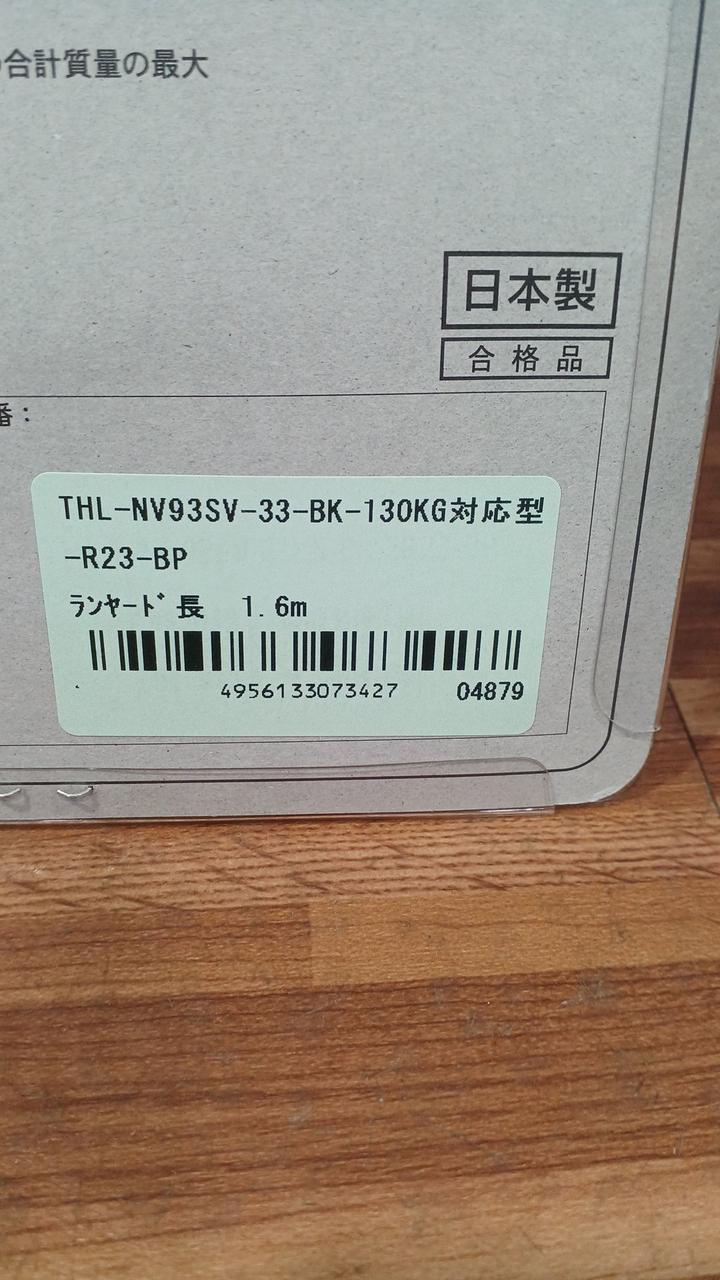 合計質量の最大
日本製
合格品
番：
THL-NV93SV-33-BK-130KG対応型
-R23-BP
ﾗﾝﾔｰﾄﾞ長 1.6m
4956133073427 04879